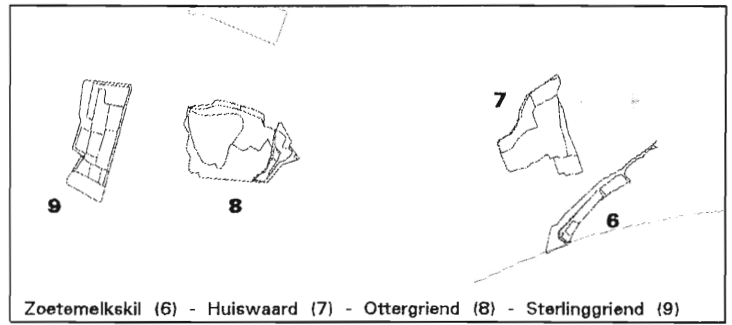 7
9
8
6
Zoetemelkskil (6) - Huiswaard (7) - Ottergriend (8) - Sterlinggriend (9)